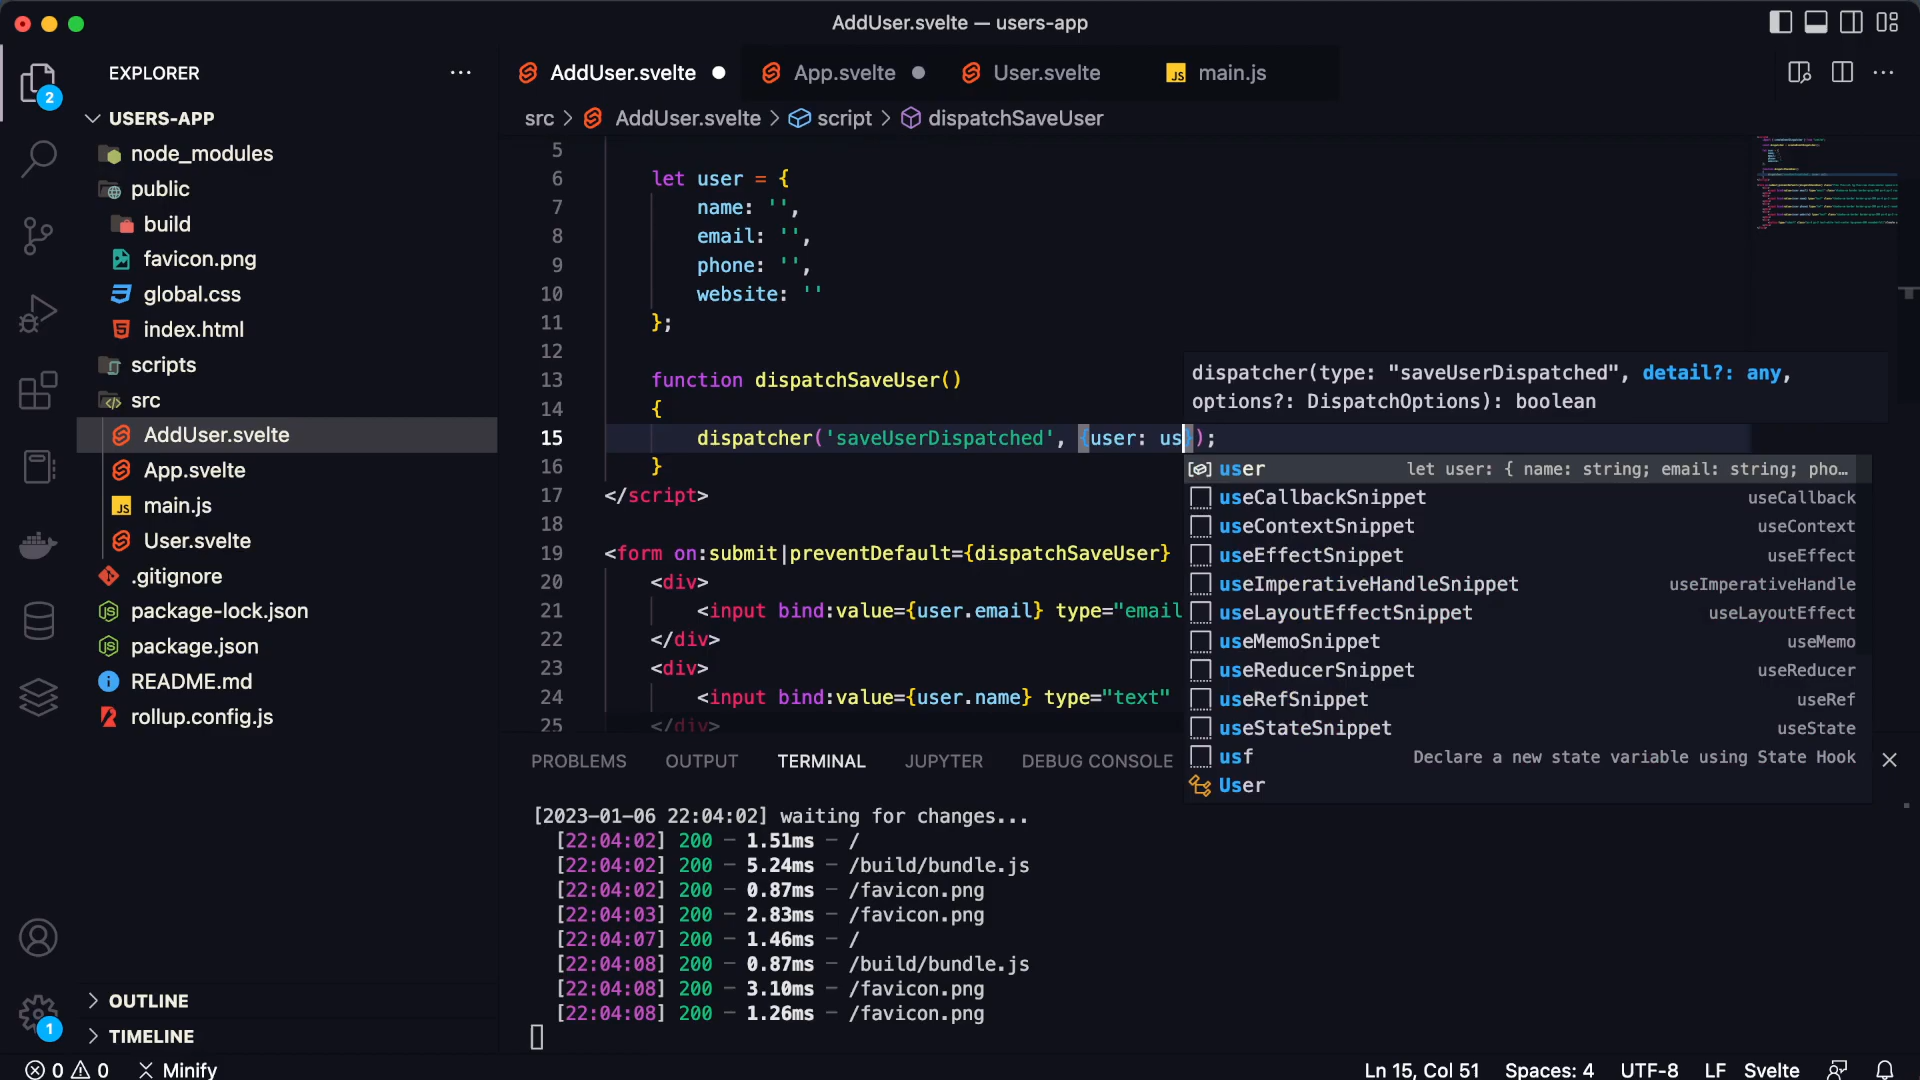 AddUser.svelte — users-app
EXPLORER
2
USERS-APP
node_modules
public
build
favicon.png
global.css
index.html
scripts
src
AddUser.svelte
App.svelte
main.js
User.svelte
.gitignore
package-lock.json
package.json
README.md
rollup.config.js
OUTLINE
1
TIMELINE
AddUser.svelte App.svelte User.svelte JS main.js
src > AddUser.svelte > script > dispatchSaveUser
5
6 let user = {
7 name: '',
8 email: '',
9 phone: '',
10 website: ''
11 };
12
13 function dispatchSaveUser()
14 {
15 dispatcher('saveUserDispatched', {user: us});
16 }
17 </script>
18
19 <form on:submit|preventDefault={dispatchSaveUser}
20 <div>
21 <input bind:value={user.email} type="email
22 </div>
23 <div>
24 <input bind:value={user.name} type="text"
25 </div>
dispatcher(type: "saveUserDispatched", detail?: any,
options?: DispatchOptions): boolean
user let user: { name: string; email: string; pho…
useCallbackSnippet useCallback
useContextSnippet useContext
useEffectSnippet useEffect
useImperativeHandleSnippet useImperativeHandle
useLayoutEffectSnippet useLayoutEffect
useMemoSnippet useMemo
useReducerSnippet useReducer
useRefSnippet useRef
useStateSnippet useState
usf Declare a new state variable using State Hook
User
PROBLEMS OUTPUT TERMINAL JUPYTER DEBUG CONSOLE
[2023-01-06 22:04:02] waiting for changes...
[22:04:02] 200 — 1.51ms — /
[22:04:02] 200 — 5.24ms — /build/bundle.js
[22:04:02] 200 — 0.87ms — /favicon.png
[22:04:03] 200 — 2.83ms — /favicon.png
[22:04:07] 200 — 1.46ms — /
[22:04:08] 200 — 0.87ms — /build/bundle.js
[22:04:08] 200 — 3.10ms — /favicon.png
[22:04:08] 200 — 1.26ms — /favicon.png
0 0 Minify Ln 15, Col 51 Spaces: 4 UTF-8 LF Svelte